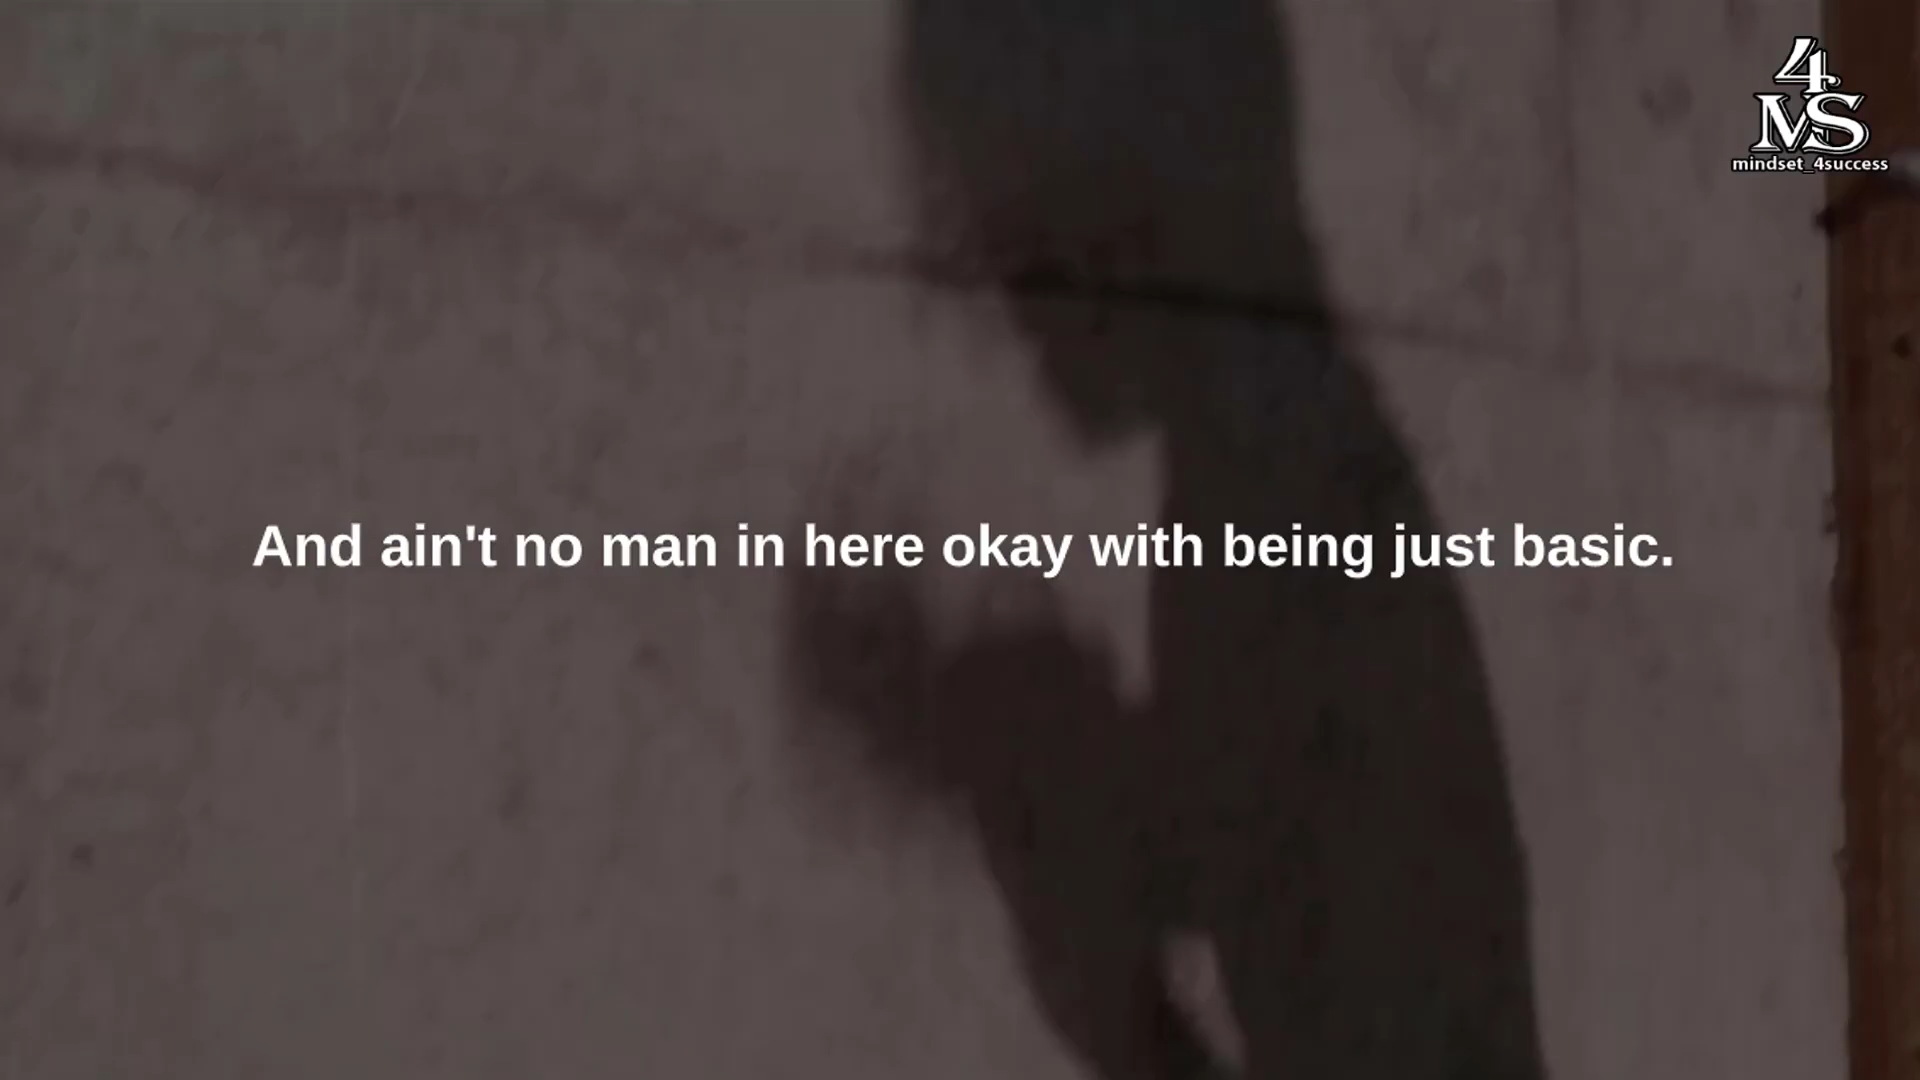 4
MS
mindset_4success
And ain't no man in here okay with being just basic.